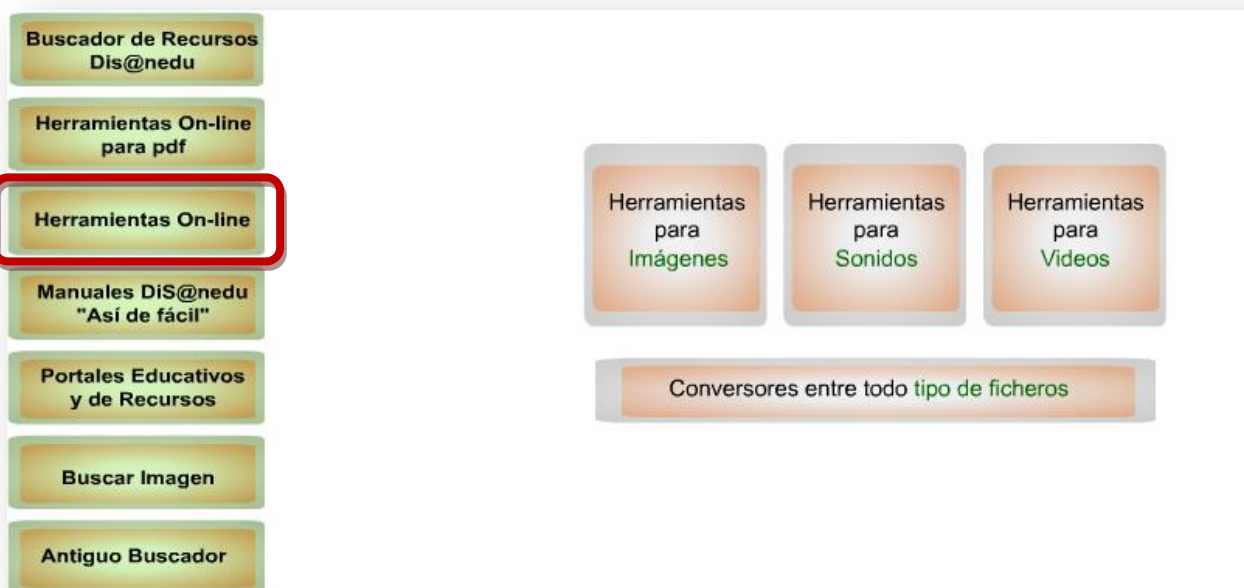 Buscador de Recursos
Dis@nedu
Herramientas On-line
para pdf
Herramientas On-line
Manuales DiS@nedu
"Así de fácil"
Portales Educativos
y de Recursos
Buscar Imagen
Antiguo Buscador
Herramientas
para
Imágenes
Herramientas
para
Sonidos
Herramientas
para
Videos
Conversores entre todo tipo de ficheros